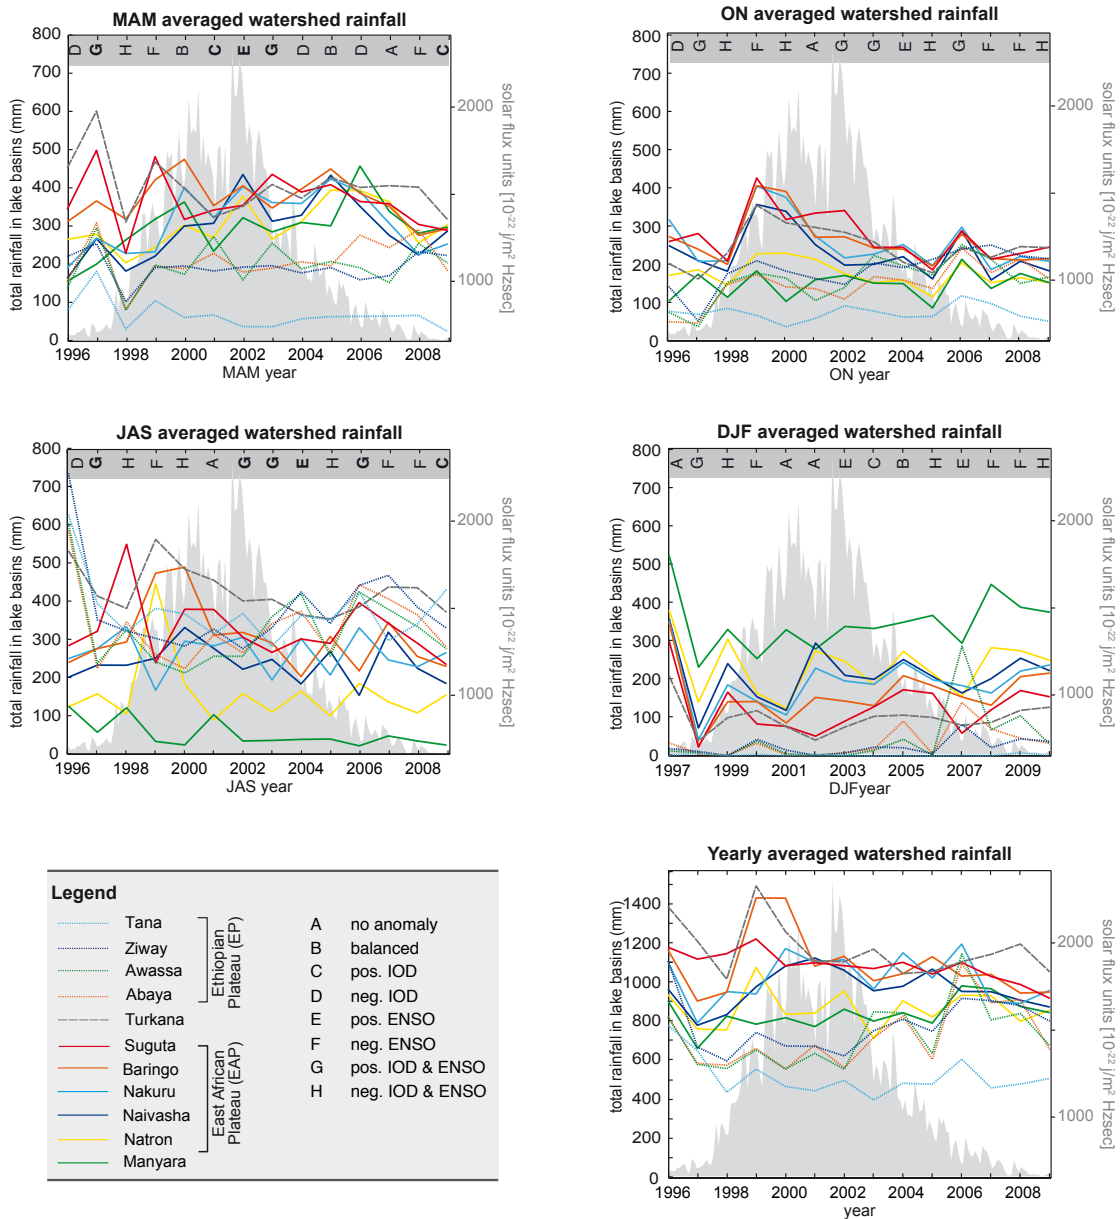 MAM averaged watershed rainfall
800
700
600
500
400
300
200
100
0
total rainfall in lake basins (mm)
D G H F B C E G D B D A F C
2000
1000
solar flux units [10-22 j/m² Hzsec]
1996 1998 2000 2002 2004 2006 2008
MAM year
ON averaged watershed rainfall
800
700
600
500
400
300
200
100
0
total rainfall in lake basins (mm)
D G H F H A G G E H G F F H
2000
1000
solar flux units [10-22 j/m² Hzsec]
1996 1998 2000 2002 2004 2006 2008
ON year
JAS averaged watershed rainfall
800
700
600
500
400
300
200
100
0
total rainfall in lake basins (mm)
D G H F H A G G E H G F F C
2000
1000
solar flux units [10-22 j/m² Hzsec]
1996 1998 2000 2002 2004 2006 2008
JAS year
DJF averaged watershed rainfall
800
700
600
500
400
300
200
100
0
total rainfall in lake basins (mm)
A G H F A A E C B H E F F H
2000
1000
solar flux units [10-22 j/m² Hzsec]
1997 1999 2001 2003 2005 2007 2009
DJFyear
Legend
Tana
Ziway
Awassa
Abaya
Turkana
Suguta
Baringo
Nakuru
Naivasha
Natron
Manyara
Ethiopian
Plateau (EP)
East African
Plateau (EAP)
A no anomaly
B balanced
C pos. IOD
D neg. IOD
E pos. ENSO
F neg. ENSO
G pos. IOD & ENSO
H neg. IOD & ENSO
Yearly averaged watershed rainfall
1400
1200
1100
1000
800
600
400
200
0
total rainfall in lake basins (mm)
2000
1000
solar flux units [10-22 j/m² Hzsec]
1996 1998 2000 2002 2004 2006 2008
year